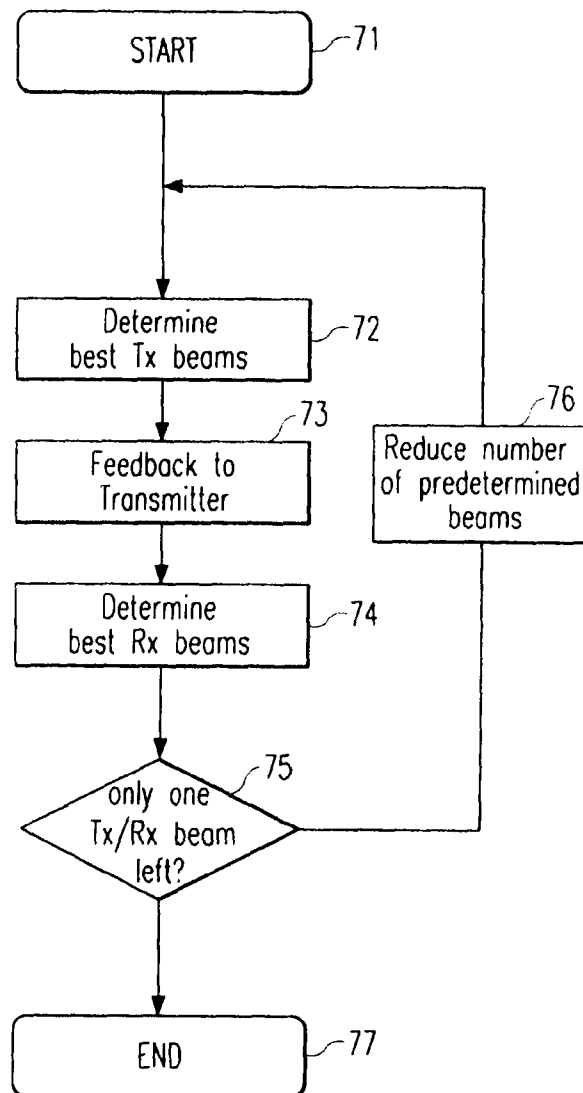 START
71
Determine
best Tx beams
72
73
Feedback to
Transmitter
76
Reduce number
of predetermined
beams
Determine
best Rx beams
74
75
only one
Tx/Rx beam
left?
END
77